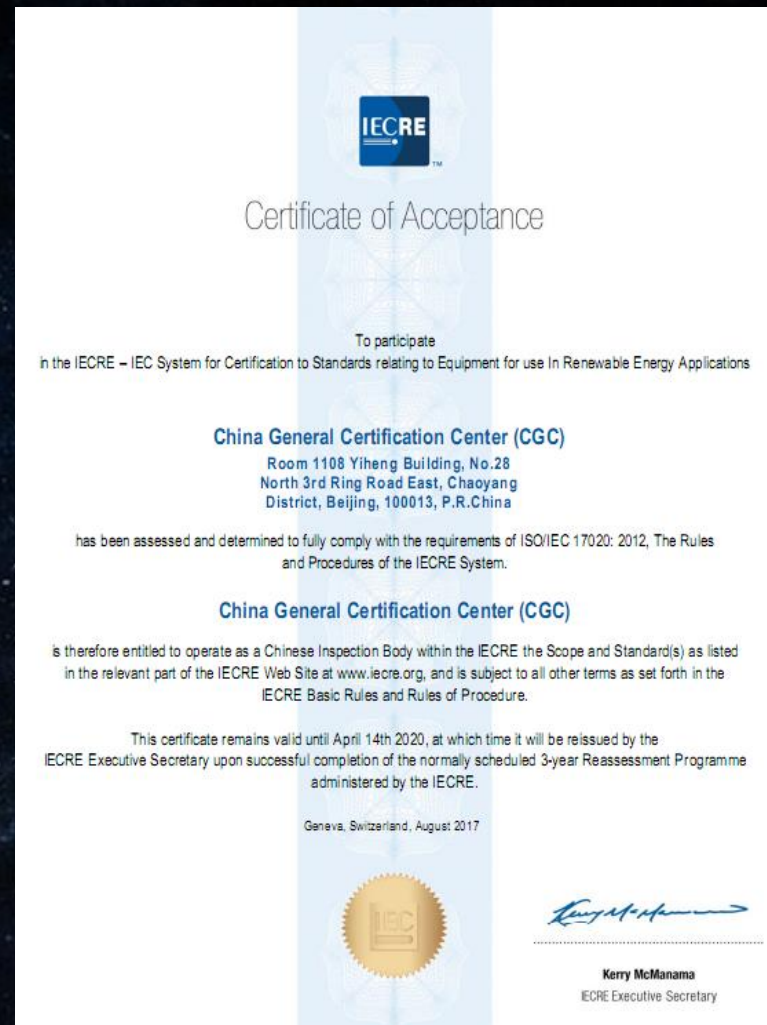 IECRE
TM
Certificate of Acceptance
To participate
in the IECRE – IEC System for Certification to Standards relating to Equipment for use In Renewable Energy Applications
China General Certification Center (CGC)
Room 1108 Yiheng Building, No.28
North 3rd Ring Road East, Chaoyang
District, Beijing, 100013, P.R.China
has been assessed and determined to fully comply with the requirements of ISO/IEC 17020: 2012, The Rules
and Procedures of the IECRE System.
China General Certification Center (CGC)
is therefore entitled to operate as a Chinese Inspection Body within the IECRE the Scope and Standard(s) as listed
in the relevant part of the IECRE Web Site at www.iecre.org, and is subject to all other terms as set forth in the
IECRE Basic Rules and Rules of Procedure.
This certificate remains valid until April 14th 2020, at which time it will be reissued by the
IECRE Executive Secretary upon successful completion of the normally scheduled 3-year Reassessment Programme
administered by the IECRE.
Geneva, Switzerland, August 2017
IEC
Kerry McManama
IECRE Executive Secretary